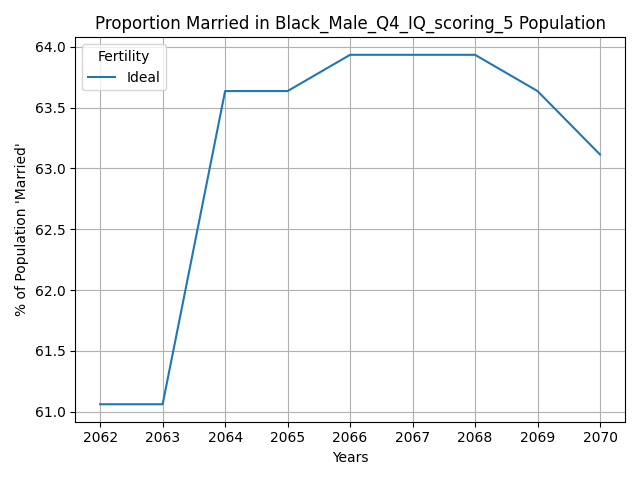 Proportion Married in Black_Male_Q4_IQ_scoring_5 Population
64.0
63.5
63.0
62.5
62.0
61.5
61.0
% of Population 'Married'
Fertility
Ideal
2062 2063 2064 2065 2066 2067 2068 2069 2070
Years